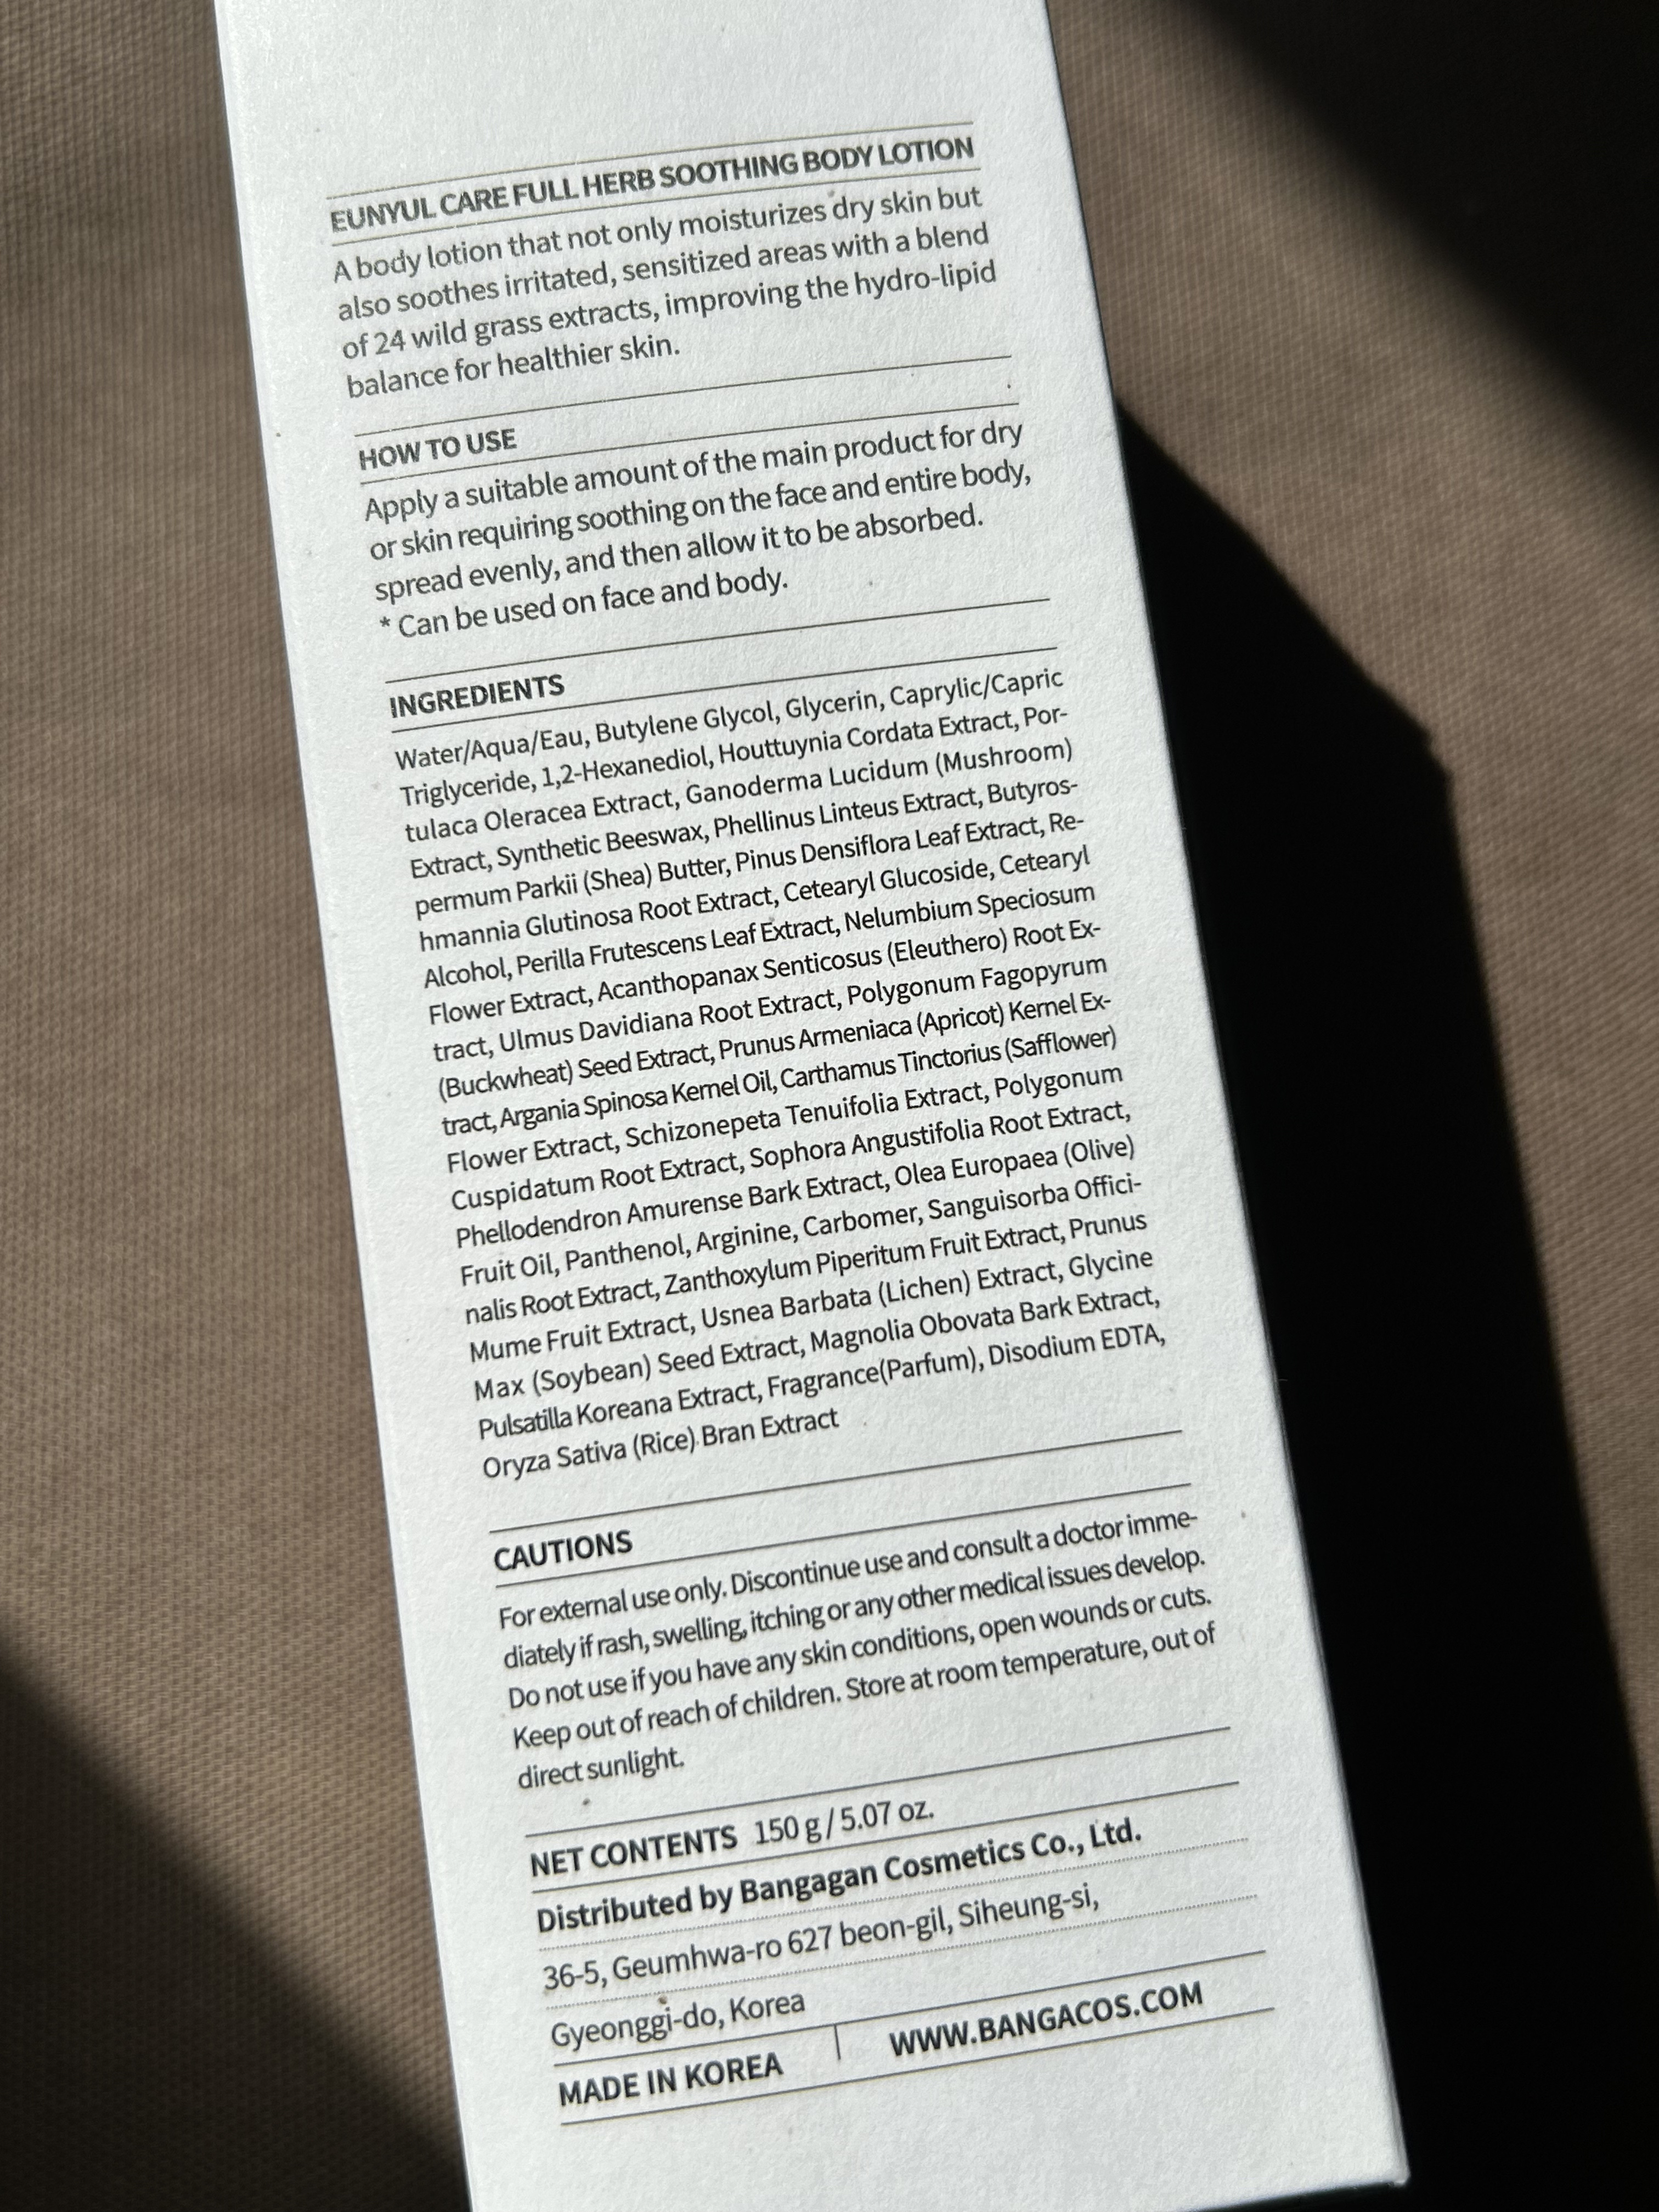 EUNYUL CARE FULL HERB SOOTHING BODY LOTION
A body lotion that not only moisturizes dry skin but
also soothes irritated, sensitized areas with a blend
of 24 wild grass extracts, improving the hydro-lipid
balance for healthier skin.
HOW TO USE
Apply a suitable amount of the main product for dry
or skin requiring soothing on the face and entire body,
spread evenly, and then allow it to be absorbed.
* Can be used on face and body.
INGREDIENTS
Water/Aqua/Eau, Butylene Glycol, Glycerin, Caprylic/Capric
Triglyceride, 1,2-Hexanediol, Houttuynia Cordata Extract, Por-
tulaca Oleracea Extract, Ganoderma Lucidum (Mushroom)
Extract, Synthetic Beeswax, Phellinus Linteus Extract, Butyros-
permum Parkii (Shea) Butter, Pinus Densiflora Leaf Extract, Re-
hmannia Glutinosa Root Extract, Cetearyl Glucoside, Cetearyl
Alcohol, Perilla Frutescens Leaf Extract, Nelumbium Speciosum
Flower Extract, Acanthopanax Senticosus (Eleuthero) Root Ex-
tract, Ulmus Davidiana Root Extract, Polygonum Fagopyrum
(Buckwheat) Seed Extract, Prunus Armeniaca (Apricot) Kernel Ex-
tract, Argania Spinosa Kernel Oil, Carthamus Tinctorius (Safflower)
Flower Extract, Schizonepeta Tenuifolia Extract, Polygonum
Cuspidatum Root Extract, Sophora Angustifolia Root Extract,
Phellodendron Amurense Bark Extract, Olea Europaea (Olive)
Fruit Oil, Panthenol, Arginine, Carbomer, Sanguisorba Offici-
nalis Root Extract, Zanthoxylum Piperitum Fruit Extract, Prunus
Mume Fruit Extract, Usnea Barbata (Lichen) Extract, Glycine
Max (Soybean) Seed Extract, Magnolia Obovata Bark Extract,
Pulsatilla Koreana Extract, Fragrance(Parfum), Disodium EDTA,
Oryza Sativa (Rice) Bran Extract
CAUTIONS
For external use only. Discontinue use and consult a doctor imme-
diately if rash, swelling, itching or any other medical issues develop.
Do not use if you have any skin conditions, open wounds or cuts.
Keep out of reach of children. Store at room temperature, out of
direct sunlight.
NET CONTENTS 150 g / 5.07 oz.
Distributed by Bangagan Cosmetics Co., Ltd.
36-5, Geumhwa-ro 627 beon-gil, Siheung-si,
Gyeonggi-do, Korea
MADE IN KOREA WWW.BANGACOS.COM